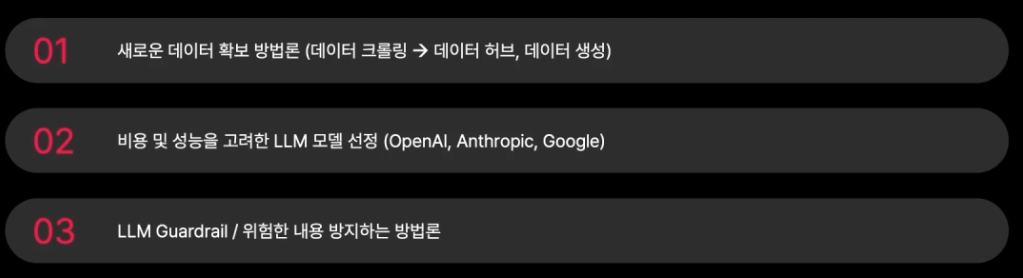 01 새로운 데이터 확보 방법론 (데이터 크롤링 → 데이터 허브, 데이터 생성)
02 비용 및 성능을 고려한 LLM 모델 선정 (OpenAI, Anthropic, Google)
03 LLM Guardrail / 위험한 내용 방지하는 방법론